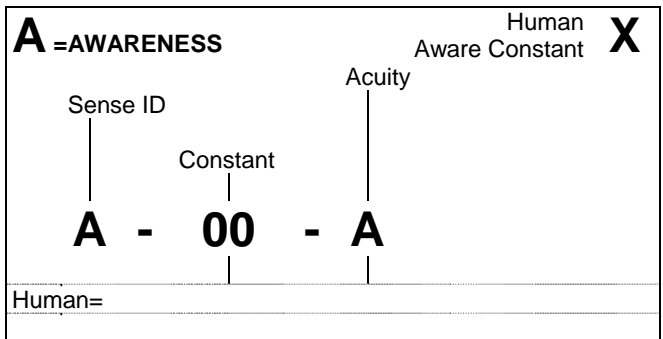 A =AWARENESS
Human
Aware Constant X
Acuity
Sense ID
Constant
A - 00 - A
Human=